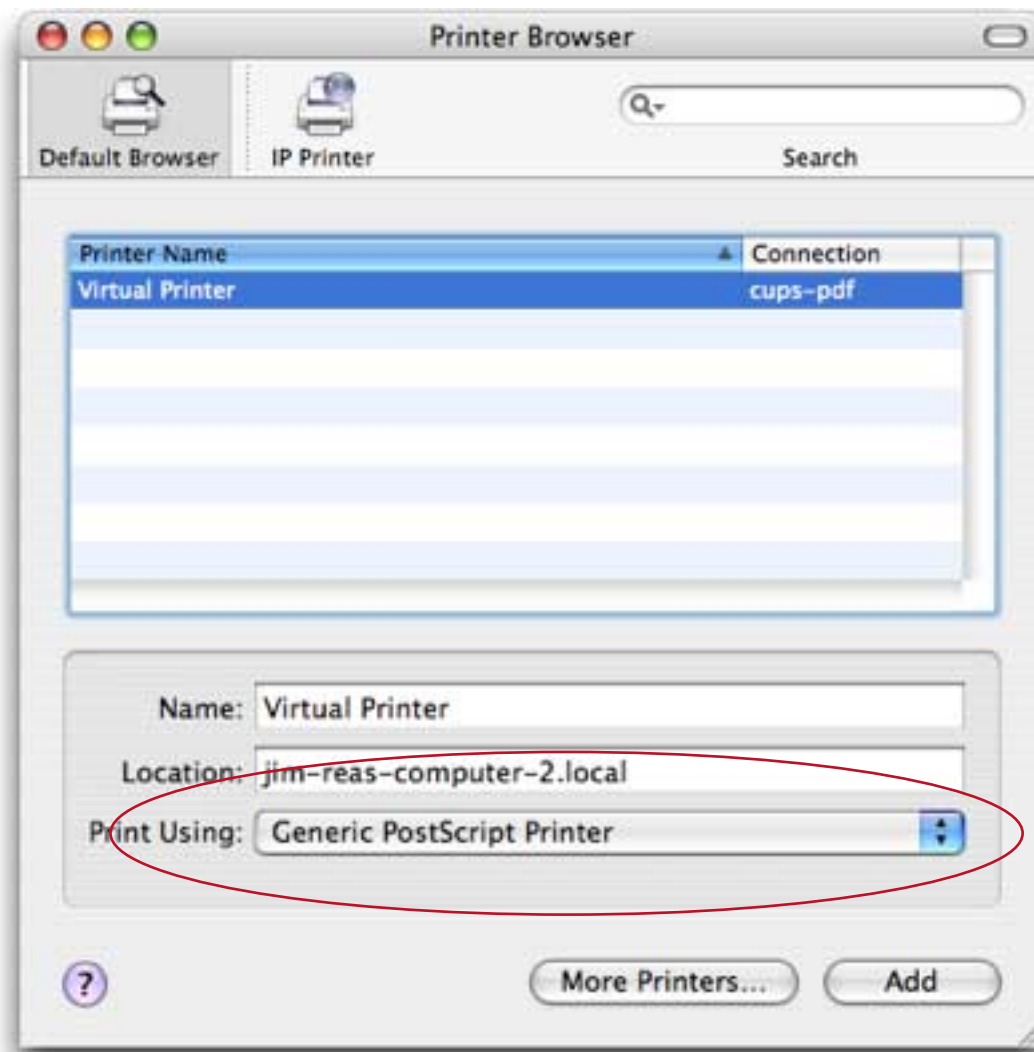 Printer Browser
Default Browser
IP Printer
Search
Printer Name Connection
Virtual Printer cups-pdf
Name: Virtual Printer
Location: jim-reas-computer-2.local
Print Using: Generic PostScript Printer
? More Printers... Add